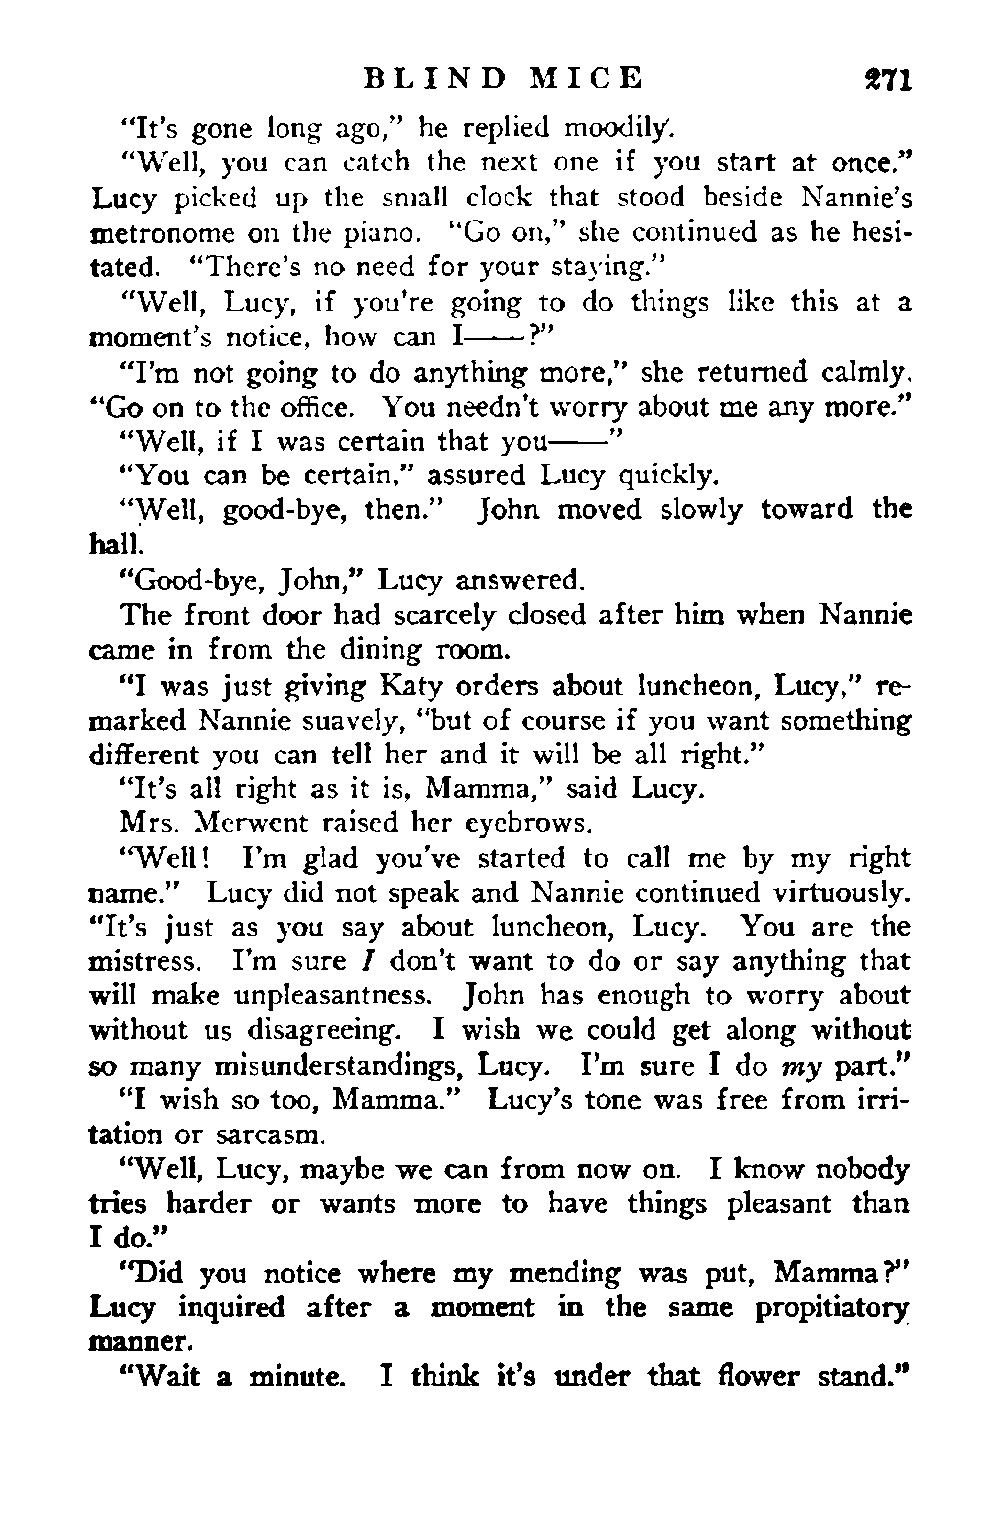 BLIND MICE 271
“It’s gone long ago,” he replied moodily.
“Well, you can catch the next one if you start at once.”
Lucy picked up the small clock that stood beside Nannie’s
metronome on the piano. “Go on,” she continued as he hesi-
tated. “There’s no need for your staying.”
“Well, Lucy, if you’re going to do things like this at a
moment’s notice, how can I——?”
“I’m not going to do anything more,” she returned calmly.
“Go on to the office. You needn’t worry about me any more.”
“Well, if I was certain that you——”
“You can be certain,” assured Lucy quickly.
“Well, good-bye, then.” John moved slowly toward the
hall.
“Good-bye, John,” Lucy answered.
The front door had scarcely closed after him when Nannie
came in from the dining room.
“I was just giving Katy orders about luncheon, Lucy,” re-
marked Nannie suavely, “but of course if you want something
different you can tell her and it will be all right.”
“It’s all right as it is, Mamma,” said Lucy.
Mrs. Merwent raised her eyebrows.
“Well! I’m glad you’ve started to call me by my right
name.” Lucy did not speak and Nannie continued virtuously.
“It’s just as you say about luncheon, Lucy. You are the
mistress. I’m sure I don’t want to do or say anything that
will make unpleasantness. John has enough to worry about
without us disagreeing. I wish we could get along without
so many misunderstandings, Lucy. I’m sure I do my part.”
“I wish so too, Mamma.” Lucy’s tone was free from irri-
tation or sarcasm.
“Well, Lucy, maybe we can from now on. I know nobody
tries harder or wants more to have things pleasant than
I do.”
“Did you notice where my mending was put, Mamma?”
Lucy inquired after a moment in the same propitiatory
manner.
“Wait a minute. I think it’s under that flower stand.”